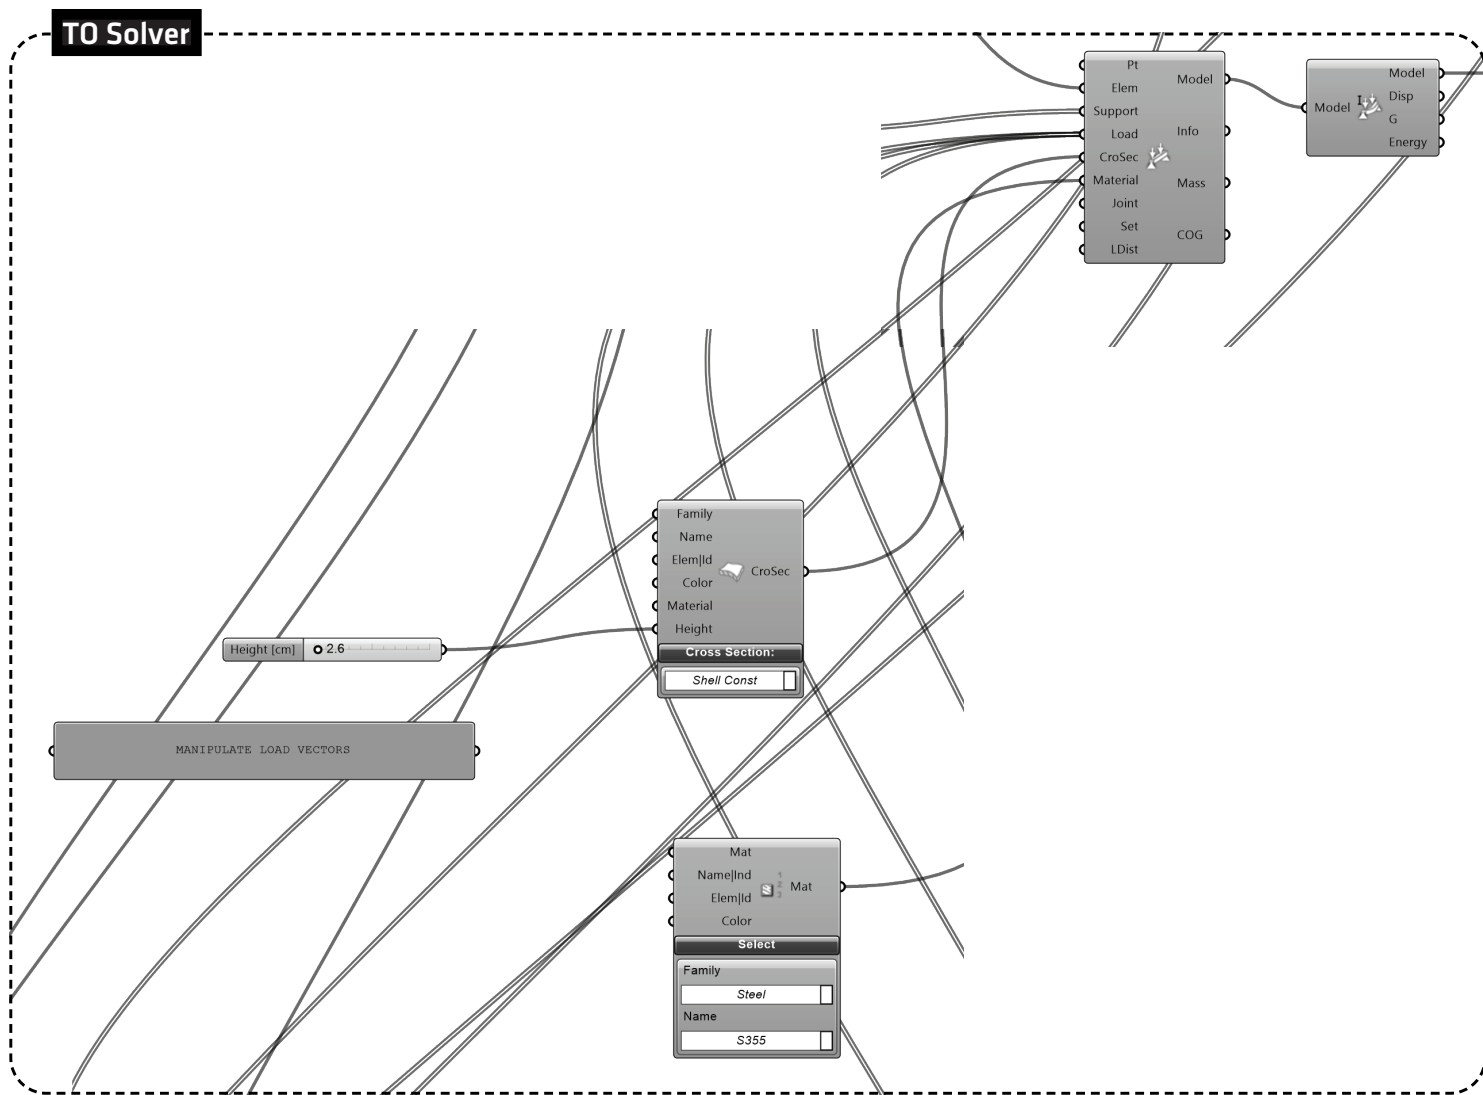 TO Solver
Pt
Elem
Support
Load
CroSec
Material
Joint
Set
LDist
Model
Info
Mass
COG
Model
Model
Disp
G
Energy
Family
Name
Elem|Id
Color
Material
Height
CroSec
Cross Section:
Shell Const
Height [cm] 2.6
MANIPULATE LOAD VECTORS
Mat
Name|Ind
Elem|Id
Color
Mat
Select
Family
Steel
Name
S355